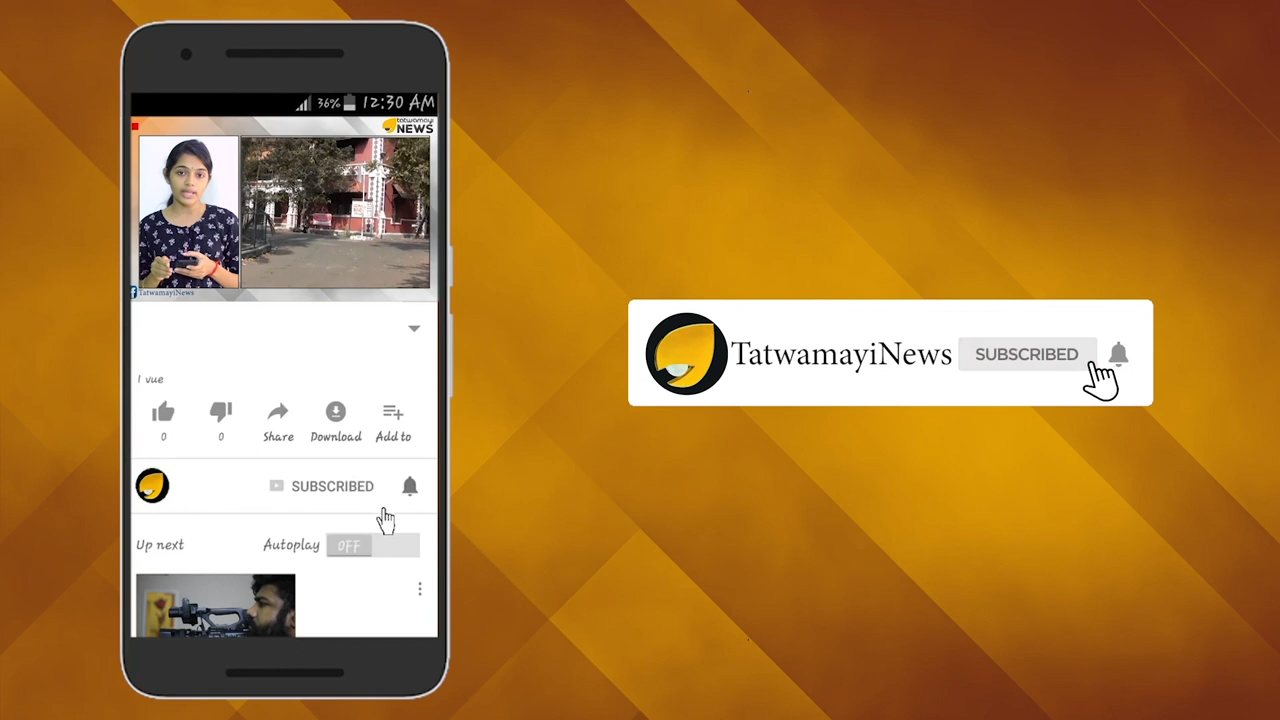 36% 12:30 AM
tatwamayi
NEWS
TatwamayiNews
1 vue
0 0 Share Download Add to
SUBSCRIBED
Up next Autoplay OFF
TatwamayiNews SUBSCRIBED